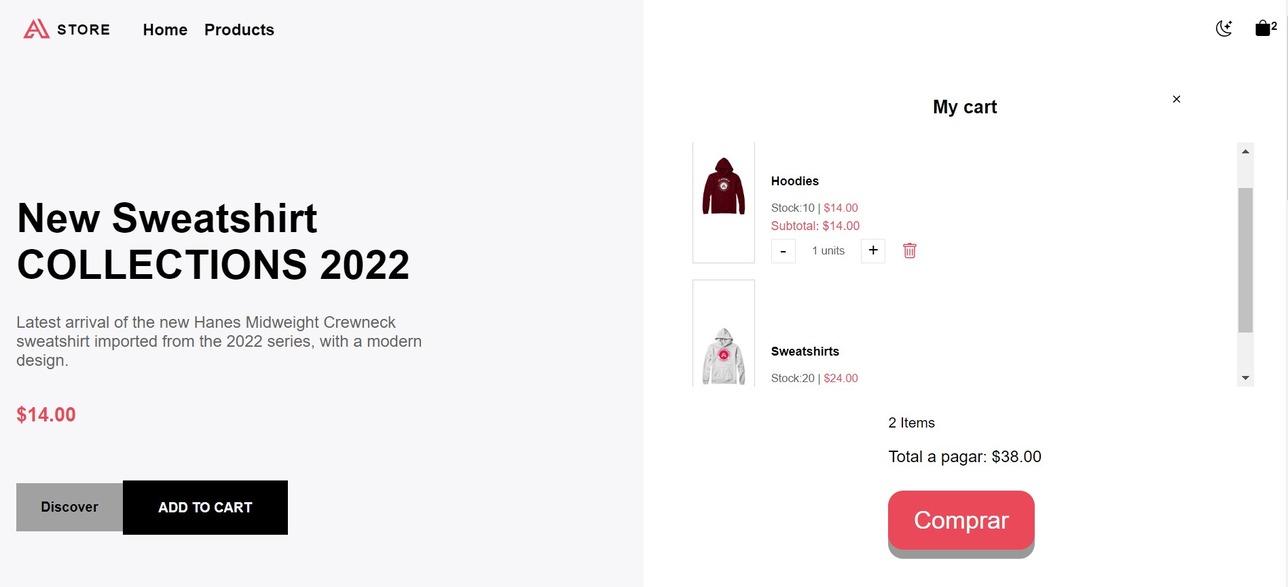 STORE
Home
Products
2
New Sweatshirt
COLLECTIONS 2022
Latest arrival of the new Hanes Midweight Crewneck
sweatshirt imported from the 2022 series, with a modern
design.
$14.00
Discover
ADD TO CART
My cart
×
Hoodies
Stock:10 | $14.00
Subtotal: $14.00
- 1 units +
Sweatshirts
Stock:20 | $24.00
2 Items
Total a pagar: $38.00
Comprar